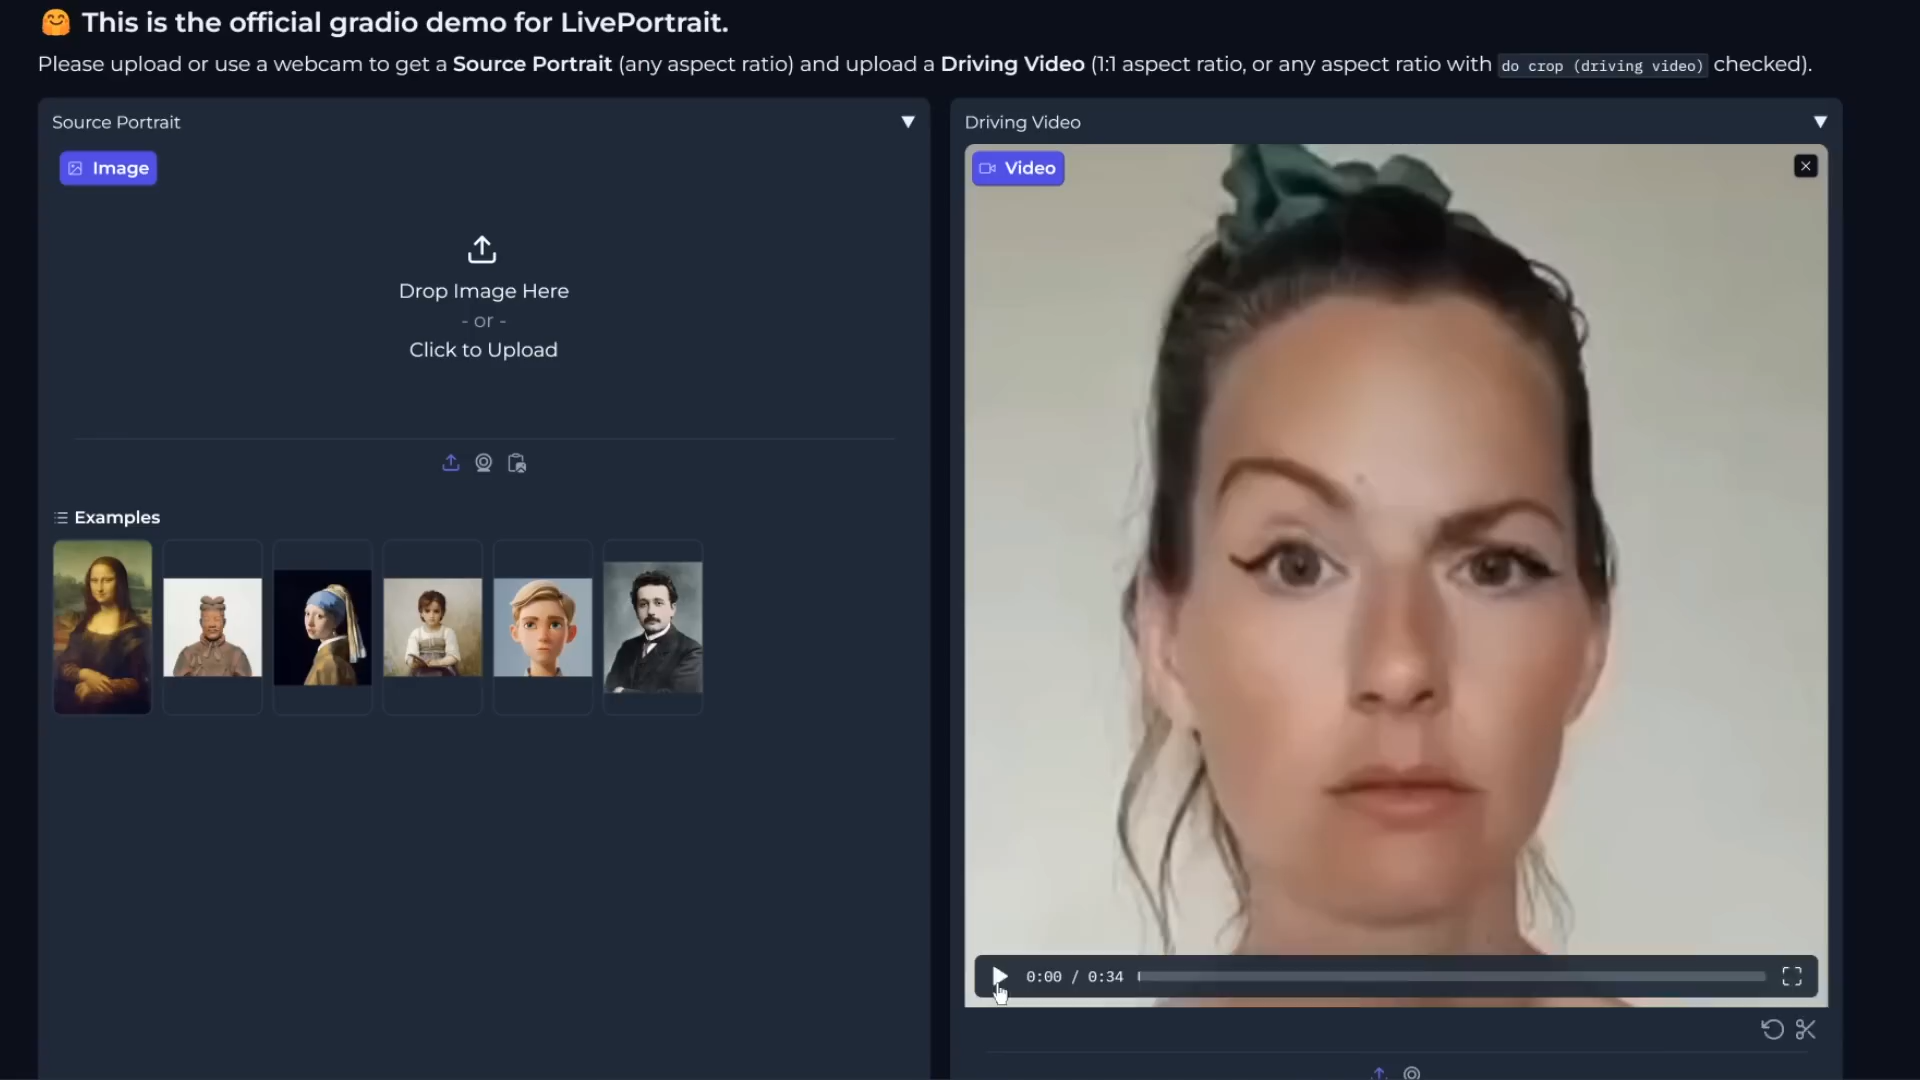 This is the official gradio demo for LivePortrait.
Please upload or use a webcam to get a Source Portrait (any aspect ratio) and upload a Driving Video (1:1 aspect ratio, or any aspect ratio with do crop (driving video) checked).
Source Portrait
Image
Drop Image Here
- or -
Click to Upload
Examples
Driving Video
Video
0:00 / 0:34